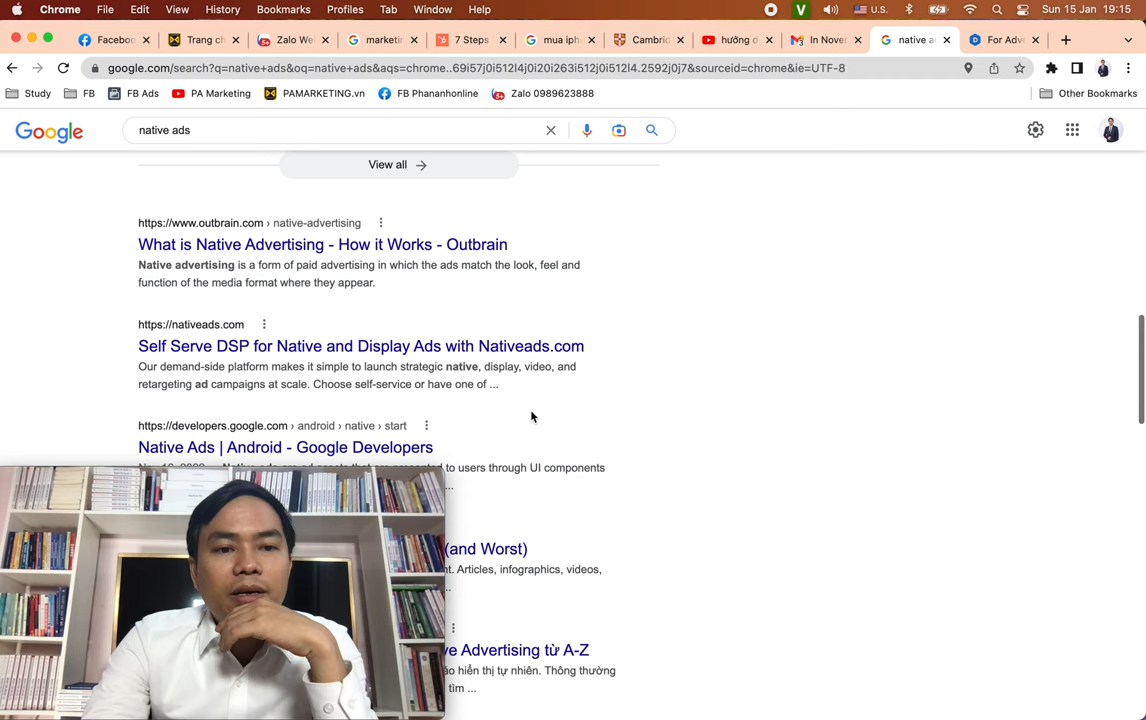 Chrome File Edit View History Bookmarks Profiles Tab Window Help V U.S. Sun 15 Jan 19:15
Faceboo Trang ch Zalo We marketin 7 Steps mua iph Cambric hướng d In Novem native a For Adve
google.com/search?q=native+ads&oq=native+ads&aqs=chrome..69i57j0i512l4j0i20i263i512j0i512l4.2592j0j7&sourceid=chrome&ie=UTF-8
Study FB FB Ads PA Marketing PAMARKETING.vn FB Phananhonline Zalo 0989623888 Other Bookmarks
Google native ads
View all
https://www.outbrain.com › native-advertising
What is Native Advertising - How it Works - Outbrain
Native advertising is a form of paid advertising in which the ads match the look, feel and
function of the media format where they appear.
https://nativeads.com
Self Serve DSP for Native and Display Ads with Nativeads.com
Our demand-side platform makes it simple to launch strategic native, display, video, and
retargeting ad campaigns at scale. Choose self-service or have one of ...
https://developers.google.com › android › native › start
Native Ads | Android - Google Developers
to users through UI components
...
(and Worst)
nt. Articles, infographics, videos,
...
ve Advertising từ A-Z
áo hiển thị tự nhiên. Thông thường
tìm ...